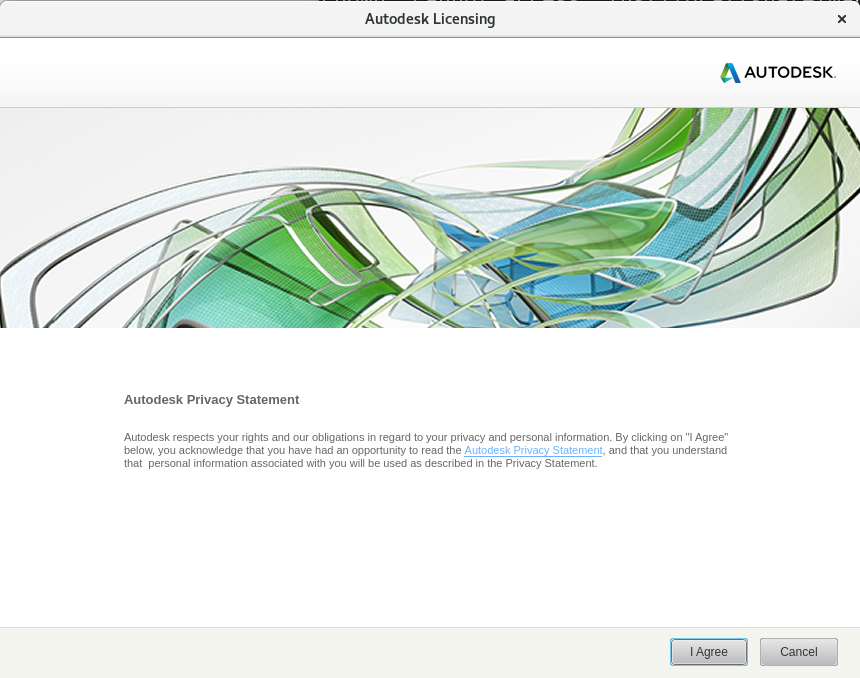 Autodesk Licensing
AUTODESK.
Autodesk Privacy Statement
Autodesk respects your rights and our obligations in regard to your privacy and personal information. By clicking on "I Agree"
below, you acknowledge that you have had an opportunity to read the Autodesk Privacy Statement, and that you understand
that  personal information associated with you will be used as described in the Privacy Statement.
I Agree
Cancel